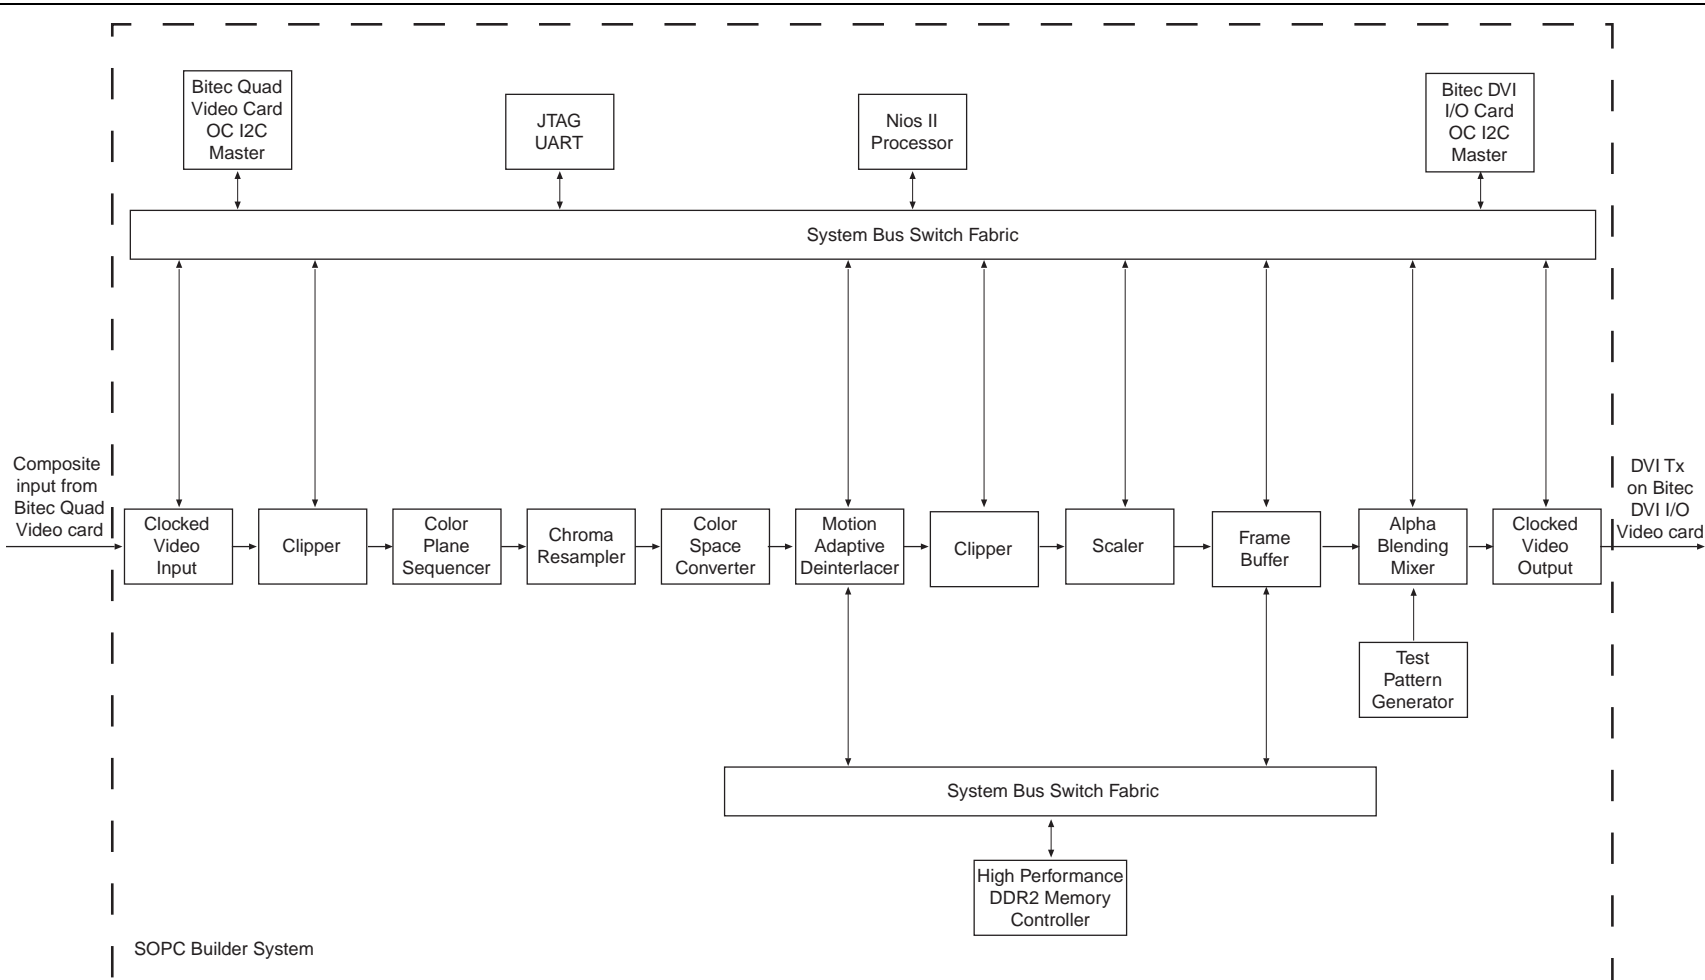 Bitec Quad
Video Card
OC I2C
Master
JTAG
UART
Nios II
Processor
Bitec DVI
I/O Card
OC I2C
Master
System Bus Switch Fabric
Composite
input from
Bitec Quad
Video card
Clocked
Video
Input
Clipper
Color
Plane
Sequencer
Chroma
Resampler
Color
Space
Converter
Motion
Adaptive
Deinterlacer
Clipper
Scaler
Frame
Buffer
Alpha
Blending
Mixer
Clocked
Video
Output
DVI Tx
on Bitec
DVI I/O
Video card
Test
Pattern
Generator
System Bus Switch Fabric
High Performance
DDR2 Memory
Controller
SOPC Builder System